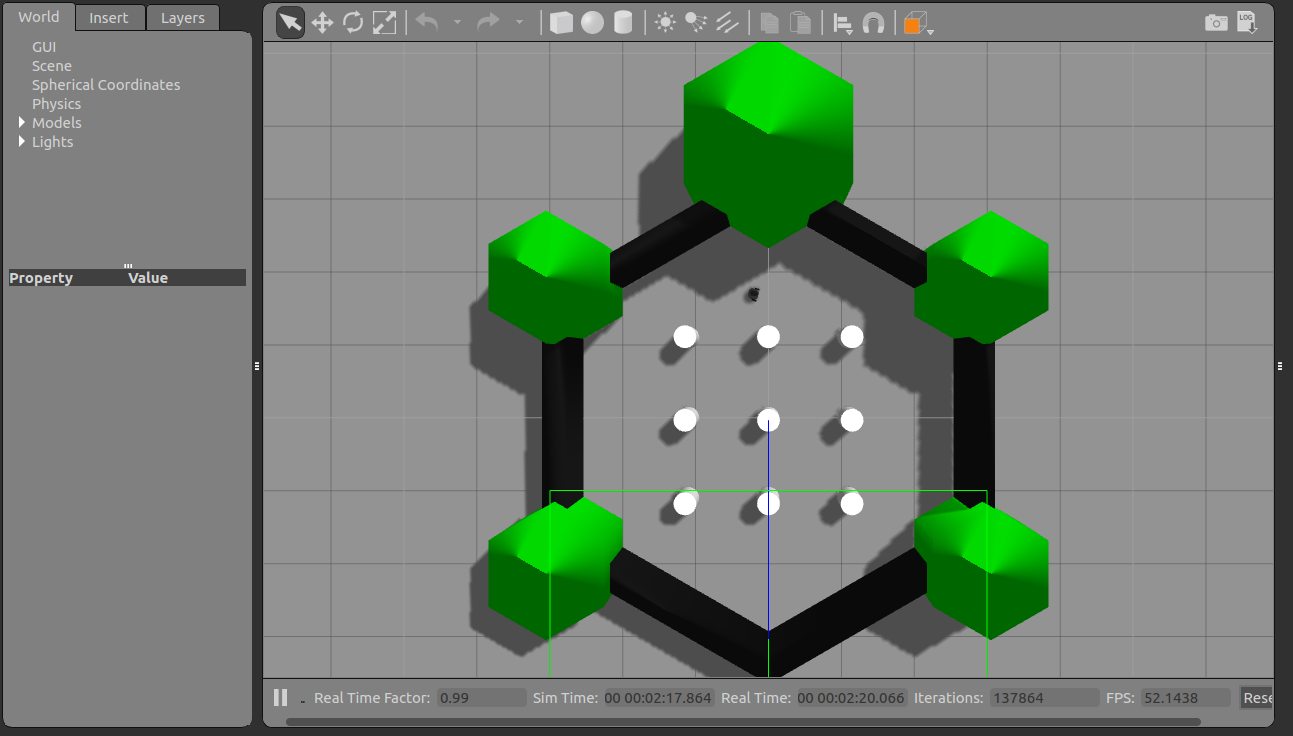 World Insert Layers
GUI
Scene
Spherical Coordinates
Physics
Models
Lights
Property Value
LOG
Real Time Factor: 0.99 Sim Time: 00 00:02:17.864 Real Time: 00 00:02:20.066 Iterations: 137864 FPS: 52.1438 Rese